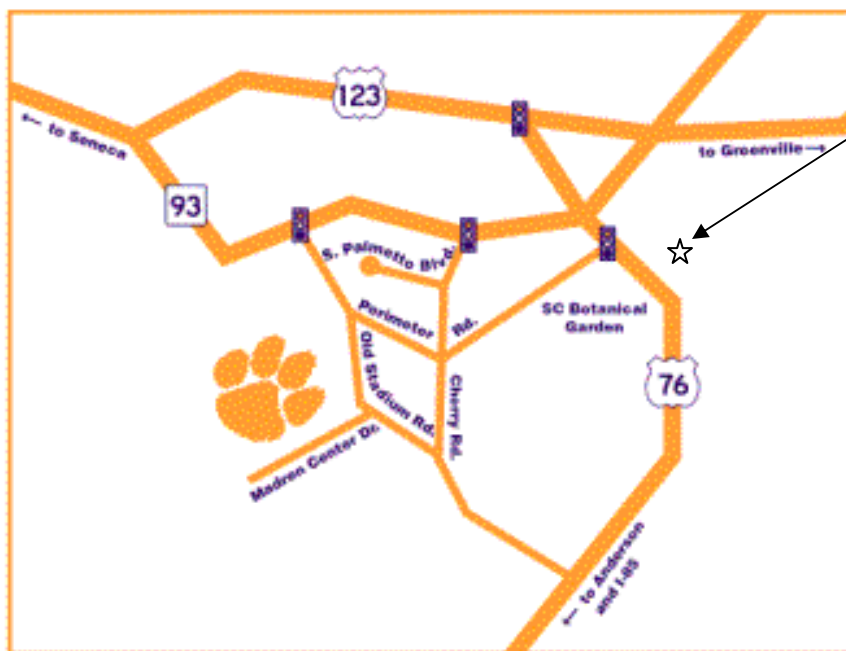 123
← to Seneca
to Greenville →
93
S. Palmetto Blvd.
SC Botanical
Garden
Perimeter Rd.
Old Stadium Rd.
Cherry Rd.
76
Madren Center Dr.
← to Anderson
and I-85